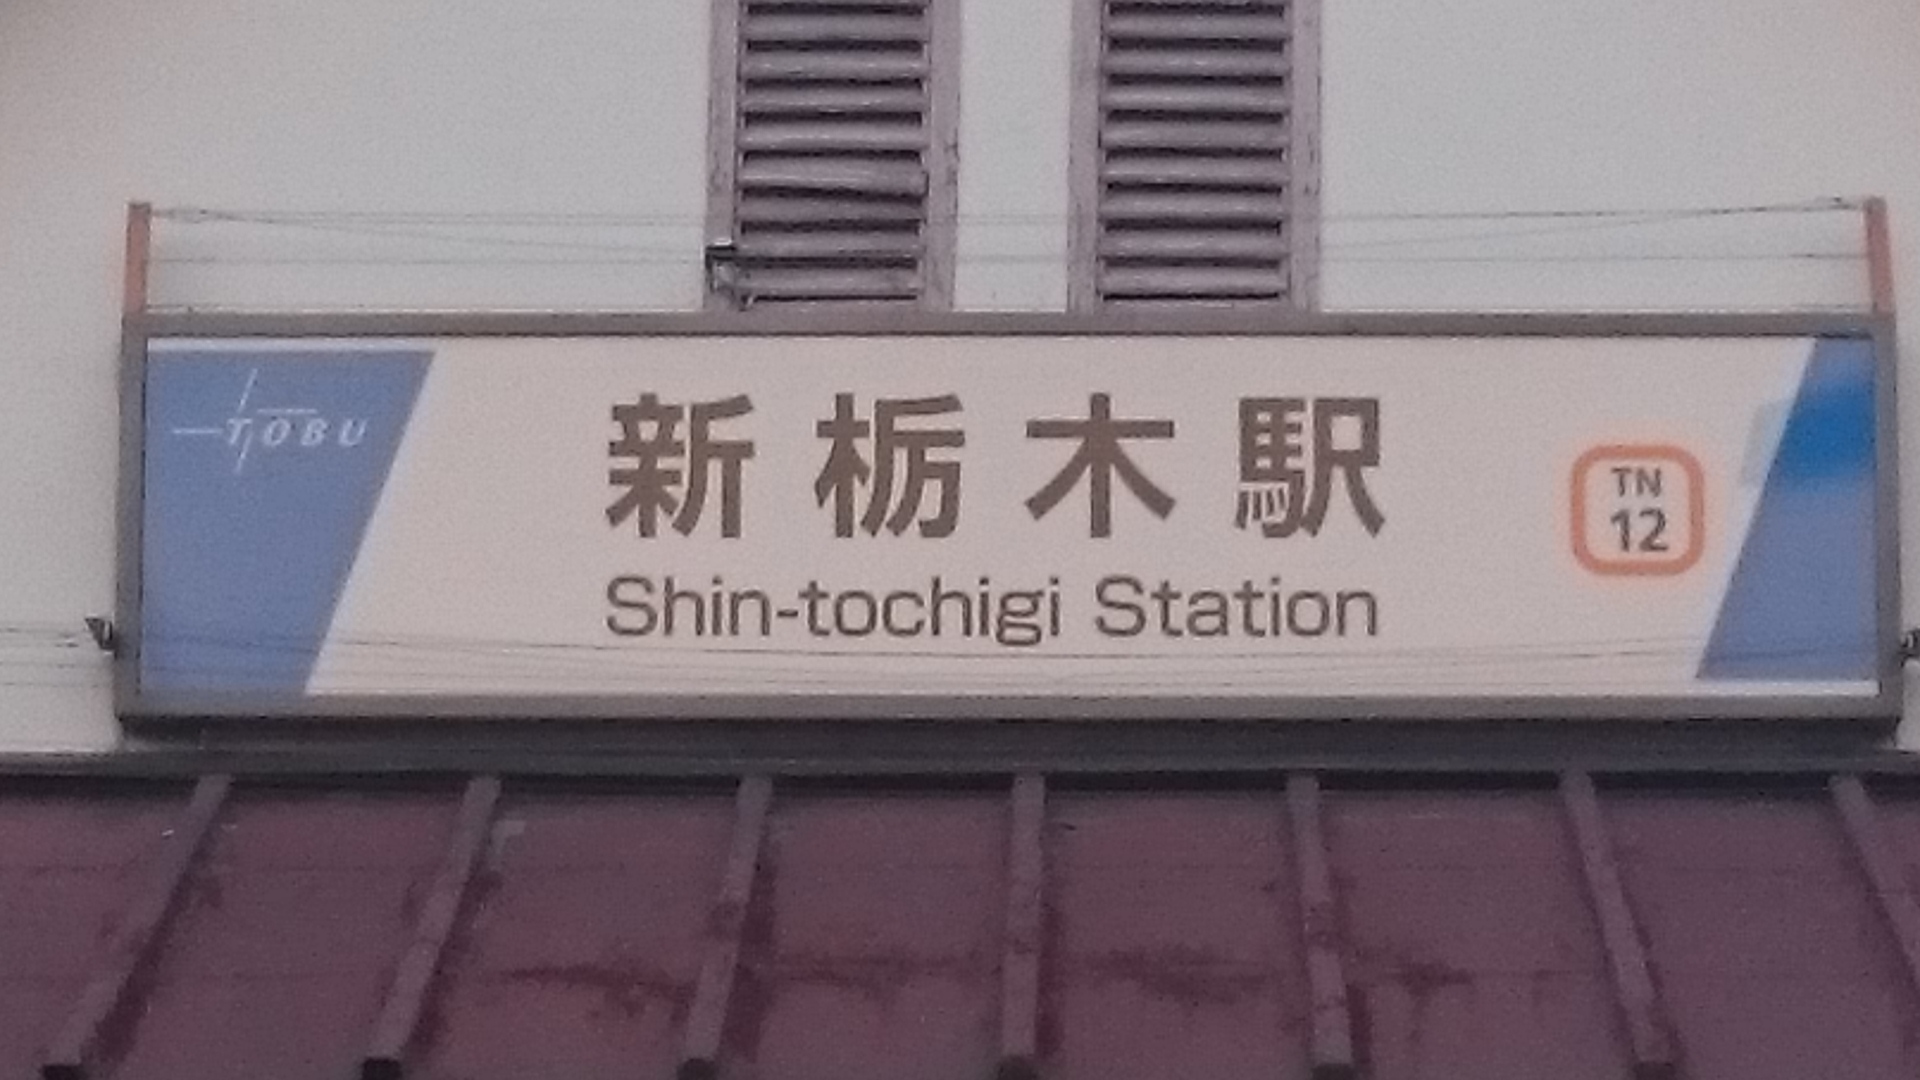 TOBU
新栃木駅
Shin-tochigi Station
TN
12